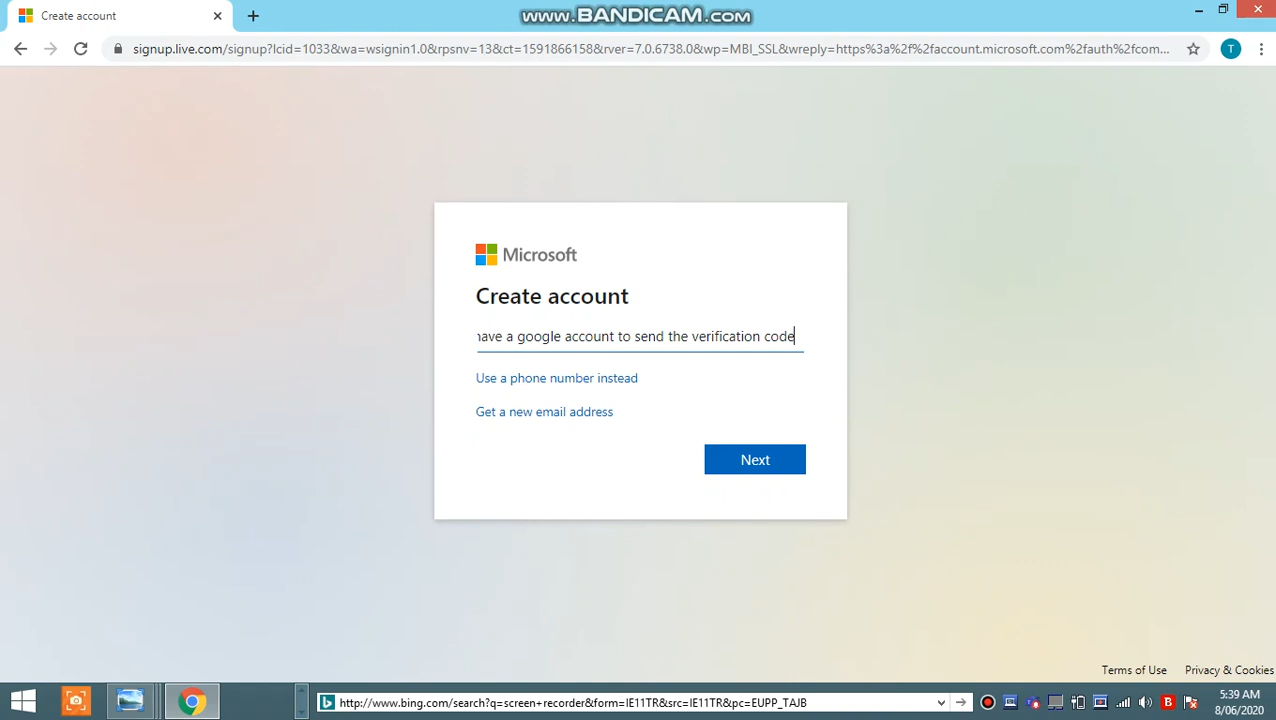 Create account
www.BANDICAM.com
signup.live.com/signup?lcid=1033&wa=wsignin1.0&rpsnv=13&ct=1591866158&rver=7.0.6738.0&wp=MBI_SSL&wreply=https%3a%2f%2faccount.microsoft.com%2fauth%2fcom...
T
Microsoft
Create account
have a google account to send the verification code
Use a phone number instead
Get a new email address
Next
Terms of Use
Privacy & Cookies
http://www.bing.com/search?q=screen+recorder&form=IE11TR&src=IE11TR&pc=EUPP_TAJB
B
5:39 AM
8/06/2020